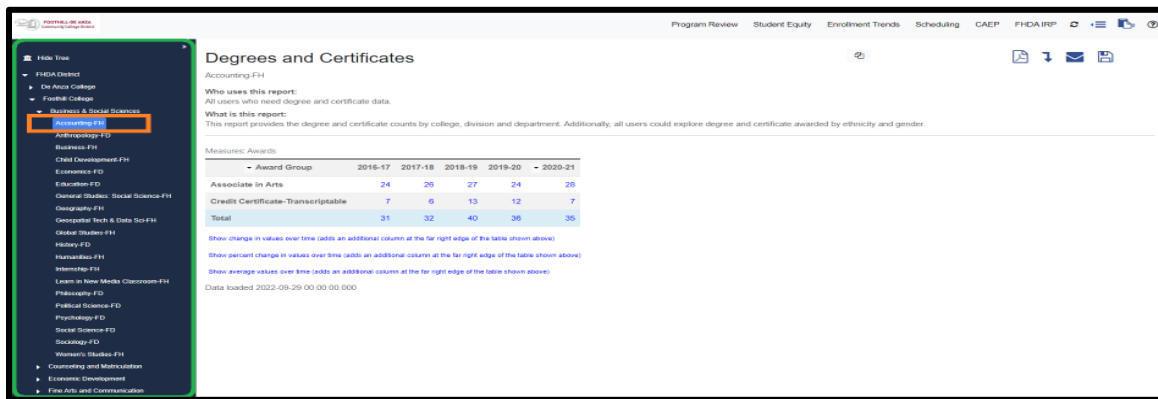 FOOTHILL-DE ANZA
Community College District
Program Review Student Equity Enrollment Trends Scheduling CAEP FHDA IRP
Hide Tree
FHDA District
De Anza College
Foothill College
Business & Social Sciences
Accounting-FH
Anthropology-FD
Business-FH
Child Development-FH
Economics-FD
Education-FD
General Studies: Social Science-FH
Geography-FH
Geospatial Tech & Data Sci-FH
Global Studies-FH
History-FD
Humanities-FH
Internship-FH
Learn in New Media Classroom-FH
Philosophy-FD
Political Science-FD
Psychology-FD
Social Science-FD
Sociology-FD
Women's Studies-FH
Counseling and Matriculation
Economic Development
Fine Arts and Communication
Degrees and Certificates
Accounting-FH
Who uses this report:
All users who need degree and certificate data.
What is this report:
This report provides the degree and certificate counts by college, division and department. Additionally, all users could explore degree and certificate awarded by ethnicity and gender.
Measures: Awards
Award Group 2016-17 2017-18 2018-19 2019-20 2020-21
Associate in Arts 24 26 27 24 28
Credit Certificate-Transcriptable 7 6 13 12 7
Total 31 32 40 36 35
Show change in values over time (adds an additional column at the far right edge of the table shown above)
Show percent change in values over time (adds an additional column at the far right edge of the table shown above)
Show average values over time (adds an additional column at the far right edge of the table shown above)
Data loaded 2022-09-29 00:00:00.000